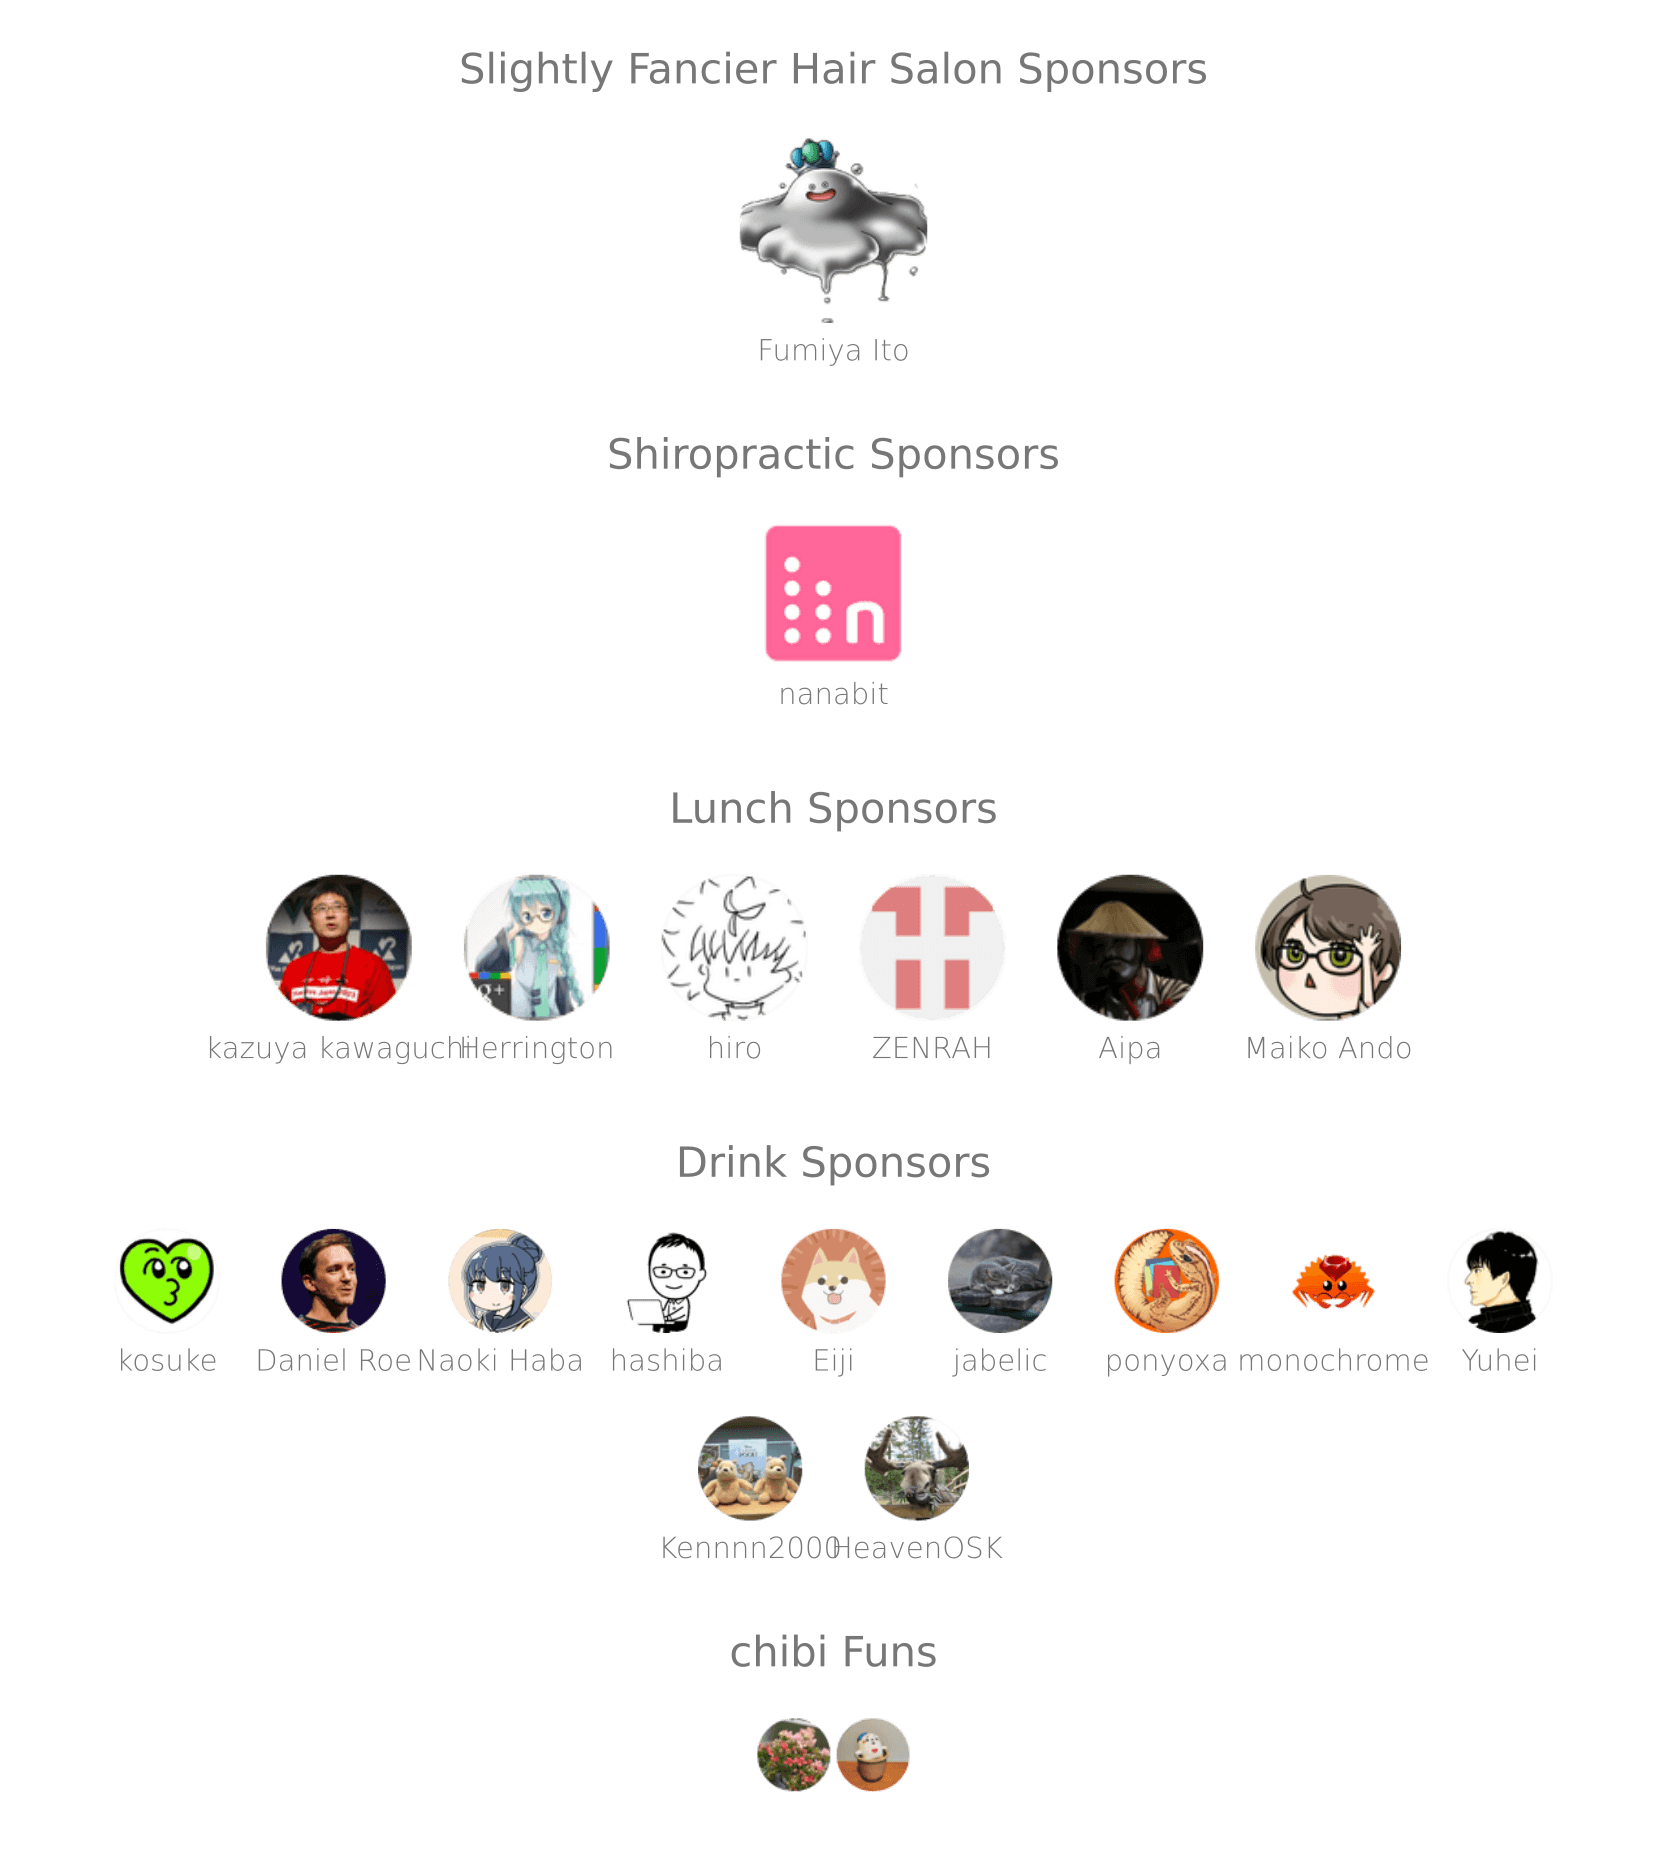 Slightly Fancier Hair Salon Sponsors
Fumiya Ito
Shiropractic Sponsors
n
nanabit
Lunch Sponsors
g+
kazuya kawaguchi Herrington hiro ZENRAH Aipa Maiko Ando
Drink Sponsors
kosuke Daniel Roe Naoki Haba hashiba Eiji jabelic ponyoxa monochrome Yuhei
Kennnn2000 HeavenOSK
chibi Funs